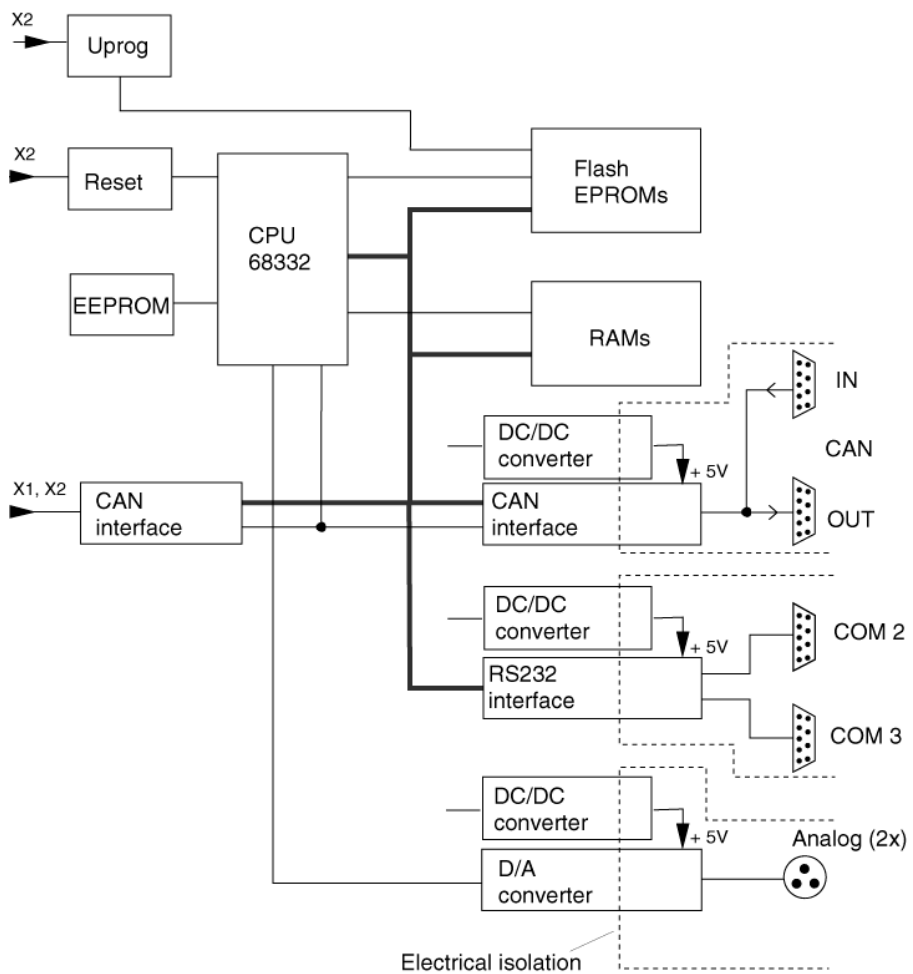 X2
Uprog
X2
Reset
Flash
EPROMs
CPU
68332
EEPROM
RAMs
IN
DC/DC
converter
CAN
+ 5V
X1, X2
CAN
interface
CAN
interface
OUT
DC/DC
converter
COM 2
+ 5V
RS232
interface
COM 3
DC/DC
converter
+ 5V
Analog (2x)
D/A
converter
Electrical isolation